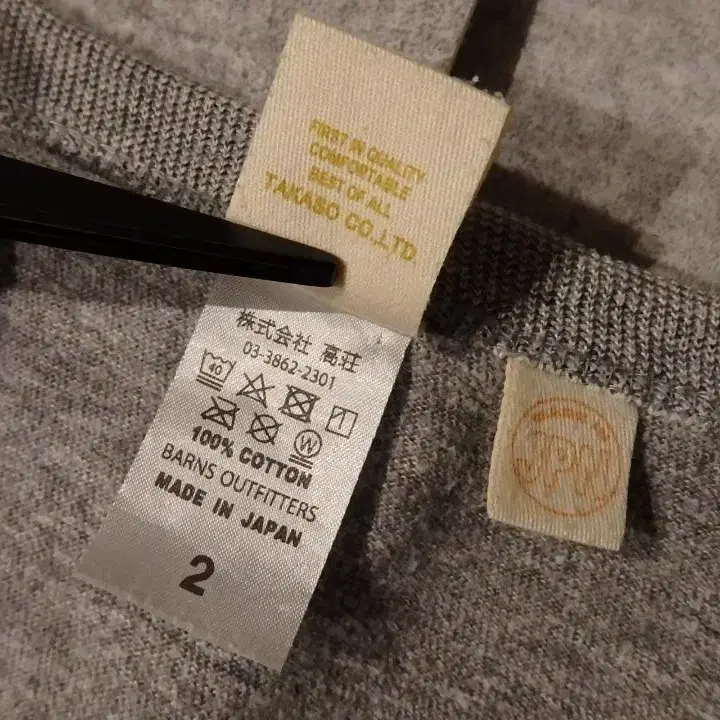 FIRST IN QUALITY
COMFORTABLE
BEST OF ALL
TAKASO CO.,LTD.
株式会社 高荘
03-3862-2301
40
W
100% COTTON
BARNS OUTFITTERS
MADE IN JAPAN
2